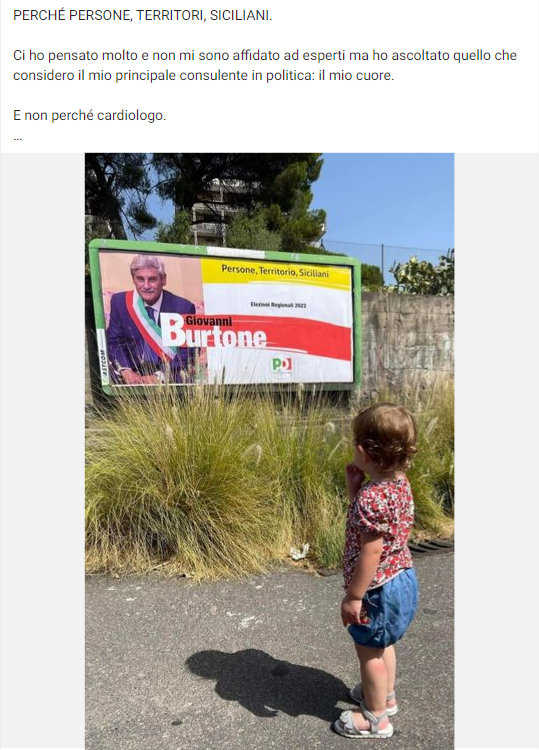 PERCHÉ PERSONE, TERRITORI, SICILIANI.
Ci ho pensato molto e non mi sono affidato ad esperti ma ho ascoltato quello che
considero il mio principale consulente in politica: il mio cuore.
E non perché cardiologo.
...
Persone, Territorio, Siciliani
Elezioni Regionali 2022
Giovanni
Burtone
PD